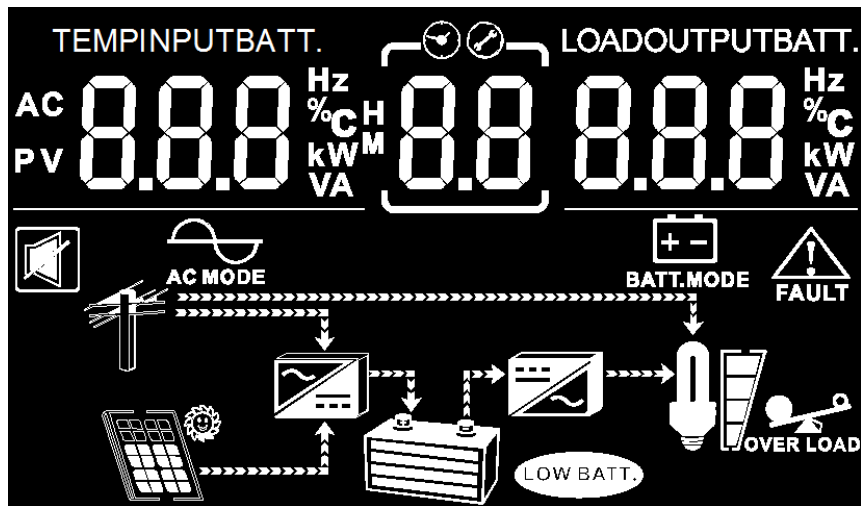 TEMPINPUTBATT.
LOADOUTPUTBATT.
AC 8.8.8 Hz % °C kW VA
PV
H M 8.8
8.8.8 Hz % °C kW VA
AC MODE
BATT.MODE
FAULT
OVER LOAD
LOW BATT.